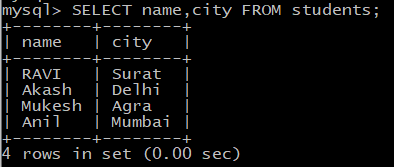 mysql> SELECT name,city FROM students;
+--------+--------+
| name   | city   |
+--------+--------+
| RAVI   | Surat  |
| Akash  | Delhi  |
| Mukesh | Agra   |
| Anil   | Mumbai |
+--------+--------+
4 rows in set (0.00 sec)